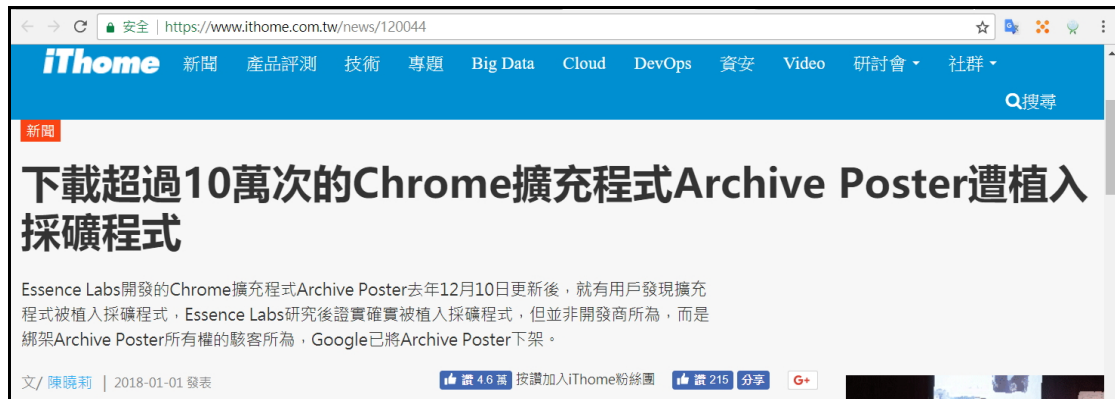 安全 | https://www.ithome.com.tw/news/120044
iThome 新聞 產品評測 技術 專題 Big Data Cloud DevOps 資安 Video 研討會 社群
搜尋
新聞
下載超過10萬次的Chrome擴充程式Archive Poster遭植入
採礦程式
Essence Labs開發的Chrome擴充程式Archive Poster去年12月10日更新後，就有用戶發現擴充
程式被植入採礦程式，Essence Labs研究後證實確實被植入採礦程式，但並非開發商所為，而是
綁架Archive Poster所有權的駭客所為，Google已將Archive Poster下架。
文/ 陳曉莉 | 2018-01-01 發表 讚 4.6 萬 按讚加入iThome粉絲團 讚 215 分享 G+